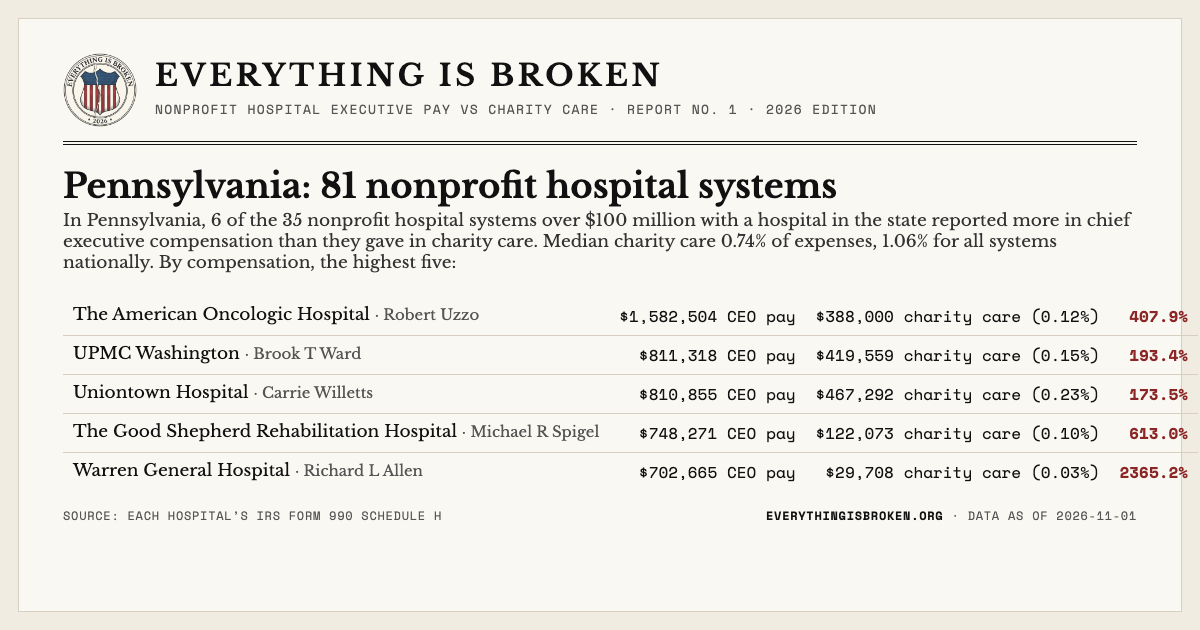 EVERYTHING IS BROKEN
· 2026 ·
EVERYTHING IS BROKEN
NONPROFIT HOSPITAL EXECUTIVE PAY VS CHARITY CARE · REPORT NO. 1 · 2026 EDITION
Pennsylvania: 81 nonprofit hospital systems
In Pennsylvania, 6 of the 35 nonprofit hospital systems over $100 million with a hospital in the state reported more in chief
executive compensation than they gave in charity care. Median charity care 0.74% of expenses, 1.06% for all systems
nationally. By compensation, the highest five:
The American Oncologic Hospital · Robert Uzzo $1,582,504 CEO pay $388,000 charity care (0.12%) 407.9%
UPMC Washington · Brook T Ward $811,318 CEO pay $419,559 charity care (0.15%) 193.4%
Uniontown Hospital · Carrie Willetts $810,855 CEO pay $467,292 charity care (0.23%) 173.5%
The Good Shepherd Rehabilitation Hospital · Michael R Spigel $748,271 CEO pay $122,073 charity care (0.10%) 613.0%
Warren General Hospital · Richard L Allen $702,665 CEO pay $29,708 charity care (0.03%) 2365.2%
SOURCE: EACH HOSPITAL'S IRS FORM 990 SCHEDULE H EVERYTHINGISBROKEN.ORG · DATA AS OF 2026-11-01